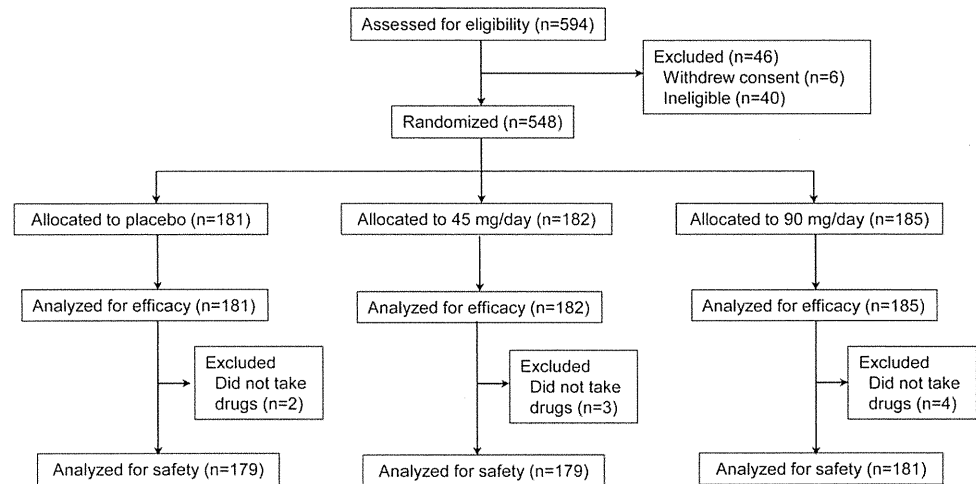 Assessed for eligibility (n=594)
Excluded (n=46)
Withdrew consent (n=6)
Ineligible (n=40)
Randomized (n=548)
Allocated to placebo (n=181)
Allocated to 45 mg/day (n=182)
Allocated to 90 mg/day (n=185)
Analyzed for efficacy (n=181)
Analyzed for efficacy (n=182)
Analyzed for efficacy (n=185)
Excluded
Did not take
drugs (n=2)
Excluded
Did not take
drugs (n=3)
Excluded
Did not take
drugs (n=4)
Analyzed for safety (n=179)
Analyzed for safety (n=179)
Analyzed for safety (n=181)